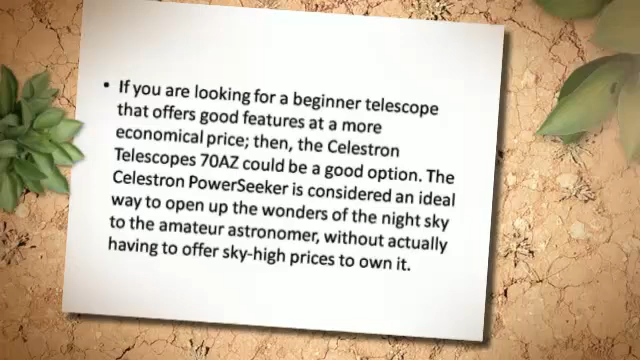 • If you are looking for a beginner telescope
that offers good features at a more
economical price; then, the Celestron
Telescopes 70AZ could be a good option. The
Celestron PowerSeeker is considered an ideal
way to open up the wonders of the night sky
to the amateur astronomer, without actually
having to offer sky-high prices to own it.